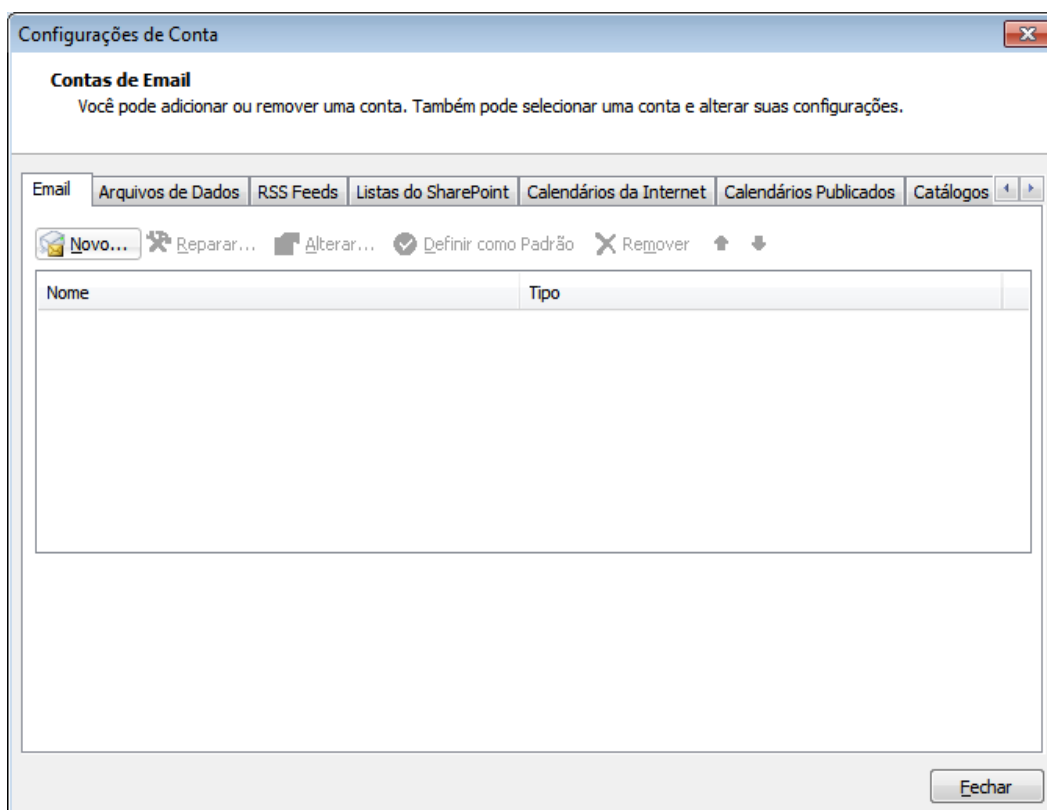 Configurações de Conta
Contas de Email
Você pode adicionar ou remover uma conta. Também pode selecionar uma conta e alterar suas configurações.
Email Arquivos de Dados RSS Feeds Listas do SharePoint Calendários da Internet Calendários Publicados Catálogos
Novo... Reparar... Alterar... Definir como Padrão Remover
Nome Tipo
Fechar